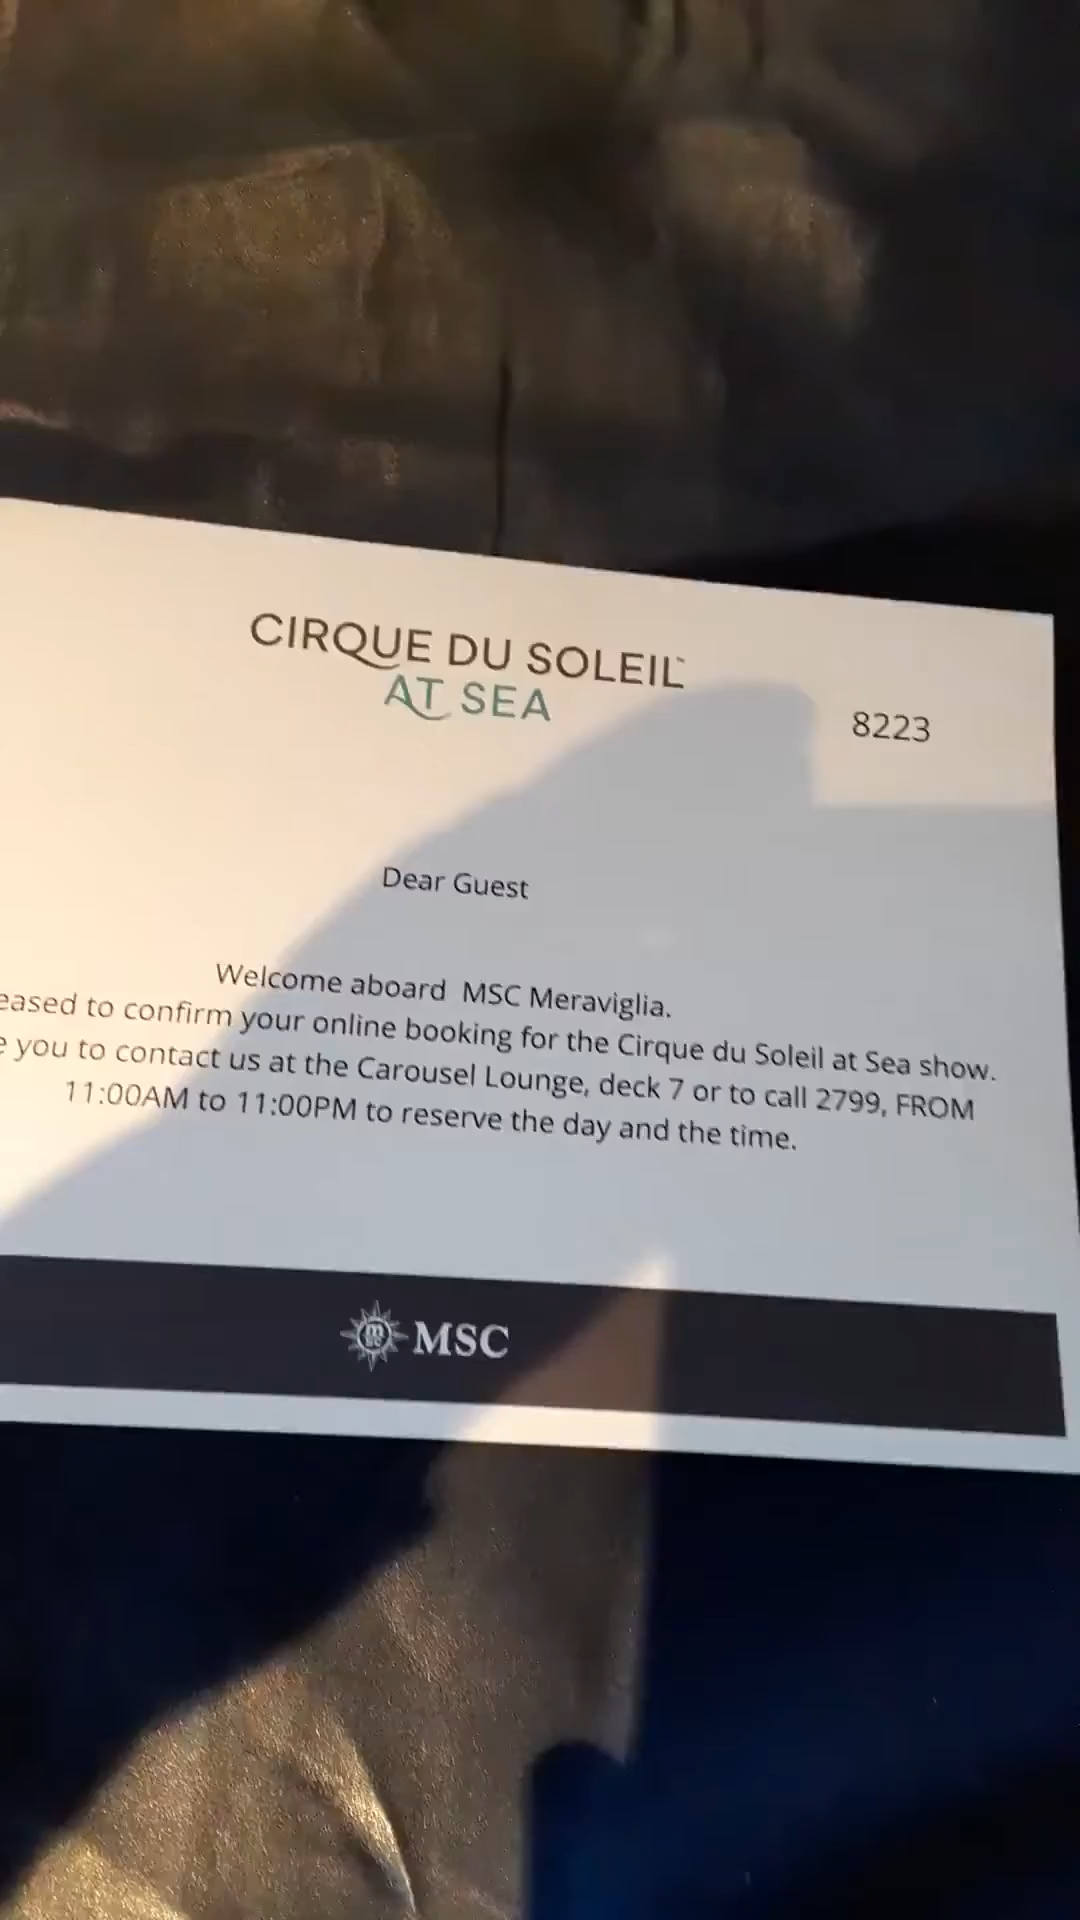 CIRQUE DU SOLEIL™
AT SEA
8223
Dear Guest
Welcome aboard MSC Meraviglia.
eased to confirm your online booking for the Cirque du Soleil at Sea show.
e you to contact us at the Carousel Lounge, deck 7 or to call 2799, FROM
11:00AM to 11:00PM to reserve the day and the time.
MSC